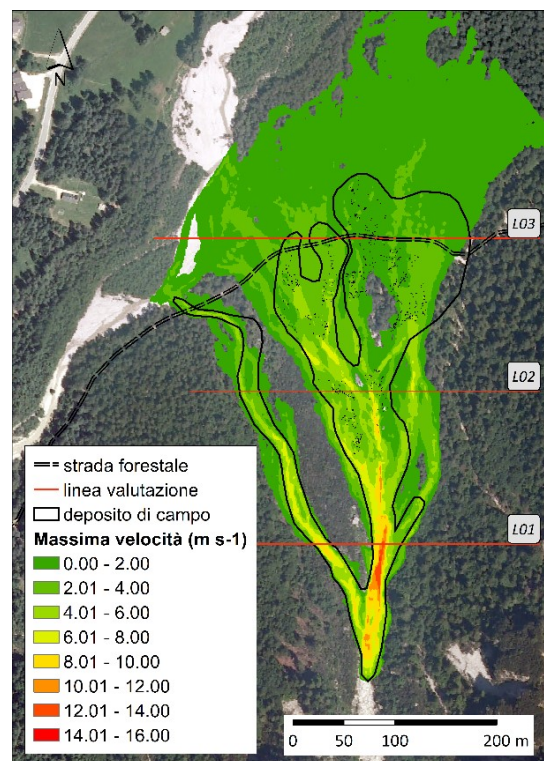 N
L03
L02
L01
strada forestale
linea valutazione
deposito di campo
Massima velocità (m s-1)
0.00 - 2.00
2.01 - 4.00
4.01 - 6.00
6.01 - 8.00
8.01 - 10.00
10.01 - 12.00
12.01 - 14.00
14.01 - 16.00
0 50 100 200 m